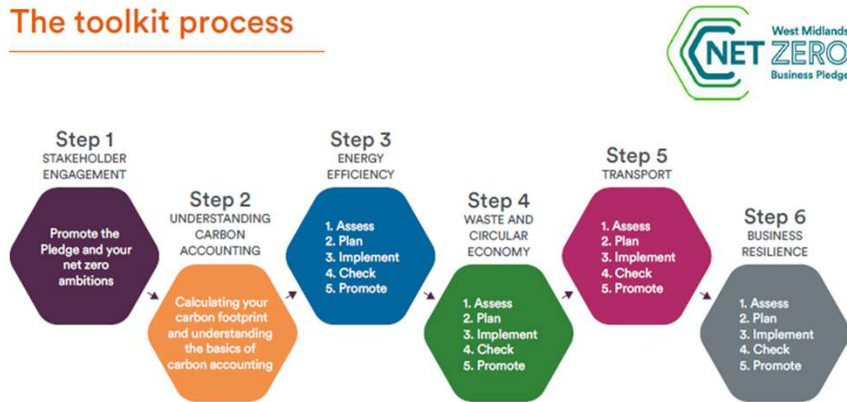 The toolkit process
West Midlands
NET ZERO
Business Pledge
Step 1
STAKEHOLDER
ENGAGEMENT
Promote the
Pledge and your
net zero
ambitions
Step 2
UNDERSTANDING
CARBON
ACCOUNTING
Calculating your
carbon footprint
and understanding
the basics of
carbon accounting
Step 3
ENERGY
EFFICIENCY
1. Assess
2. Plan
3. Implement
4. Check
5. Promote
Step 4
WASTE AND
CIRCULAR
ECONOMY
1. Assess
2. Plan
3. Implement
4. Check
5. Promote
Step 5
TRANSPORT
1. Assess
2. Plan
3. Implement
4. Check
5. Promote
Step 6
BUSINESS
RESILIENCE
1. Assess
2. Plan
3. Implement
4. Check
5. Promote